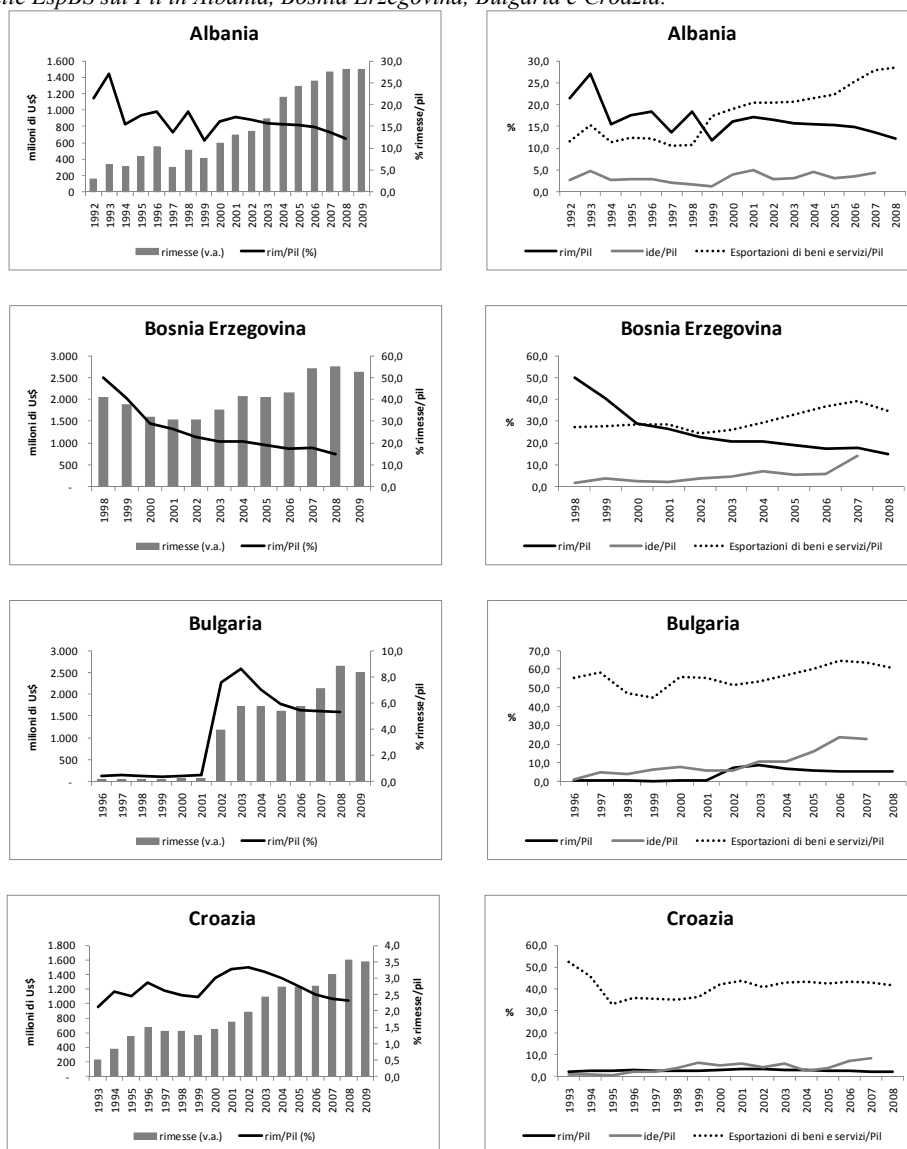 EspBS sul Pil in Albania, Bosnia Erzegovina, Bulgaria e Croazia.
Albania
milioni di Us$
1.600
1.400
1.200
1.000
800
600
400
200
0
30,0
25,0
20,0
15,0
10,0
5,0
0,0
% rimesse/pil
1992 1993 1994 1995 1996 1997 1998 1999 2000 2001 2002 2003 2004 2005 2006 2007 2008 2009
rimesse (v.a.) rim/Pil (%)
Albania
%
30,0
25,0
20,0
15,0
10,0
5,0
0,0
1992 1993 1994 1995 1996 1997 1998 1999 2000 2001 2002 2003 2004 2005 2006 2007 2008
rim/Pil ide/Pil Esportazioni di beni e servizi/Pil
Bosnia Erzegovina
milioni di Us$
3.000
2.500
2.000
1.500
1.000
500
-
60,0
50,0
40,0
30,0
20,0
10,0
0,0
% rimesse/pil
1998 1999 2000 2001 2002 2003 2004 2005 2006 2007 2008 2009
rimesse (v.a.) rim/Pil (%)
Bosnia Erzegovina
%
60,0
50,0
40,0
30,0
20,0
10,0
0,0
1998 1999 2000 2001 2002 2003 2004 2005 2006 2007 2008
rim/Pil ide/Pil Esportazioni di beni e servizi/Pil
Bulgaria
milioni di Us$
3.000
2.500
2.000
1.500
1.000
500
-
10,0
8,0
6,0
4,0
2,0
0,0
% rimesse/pil
1996 1997 1998 1999 2000 2001 2002 2003 2004 2005 2006 2007 2008 2009
rimesse (v.a.) rim/Pil (%)
Bulgaria
%
70,0
60,0
50,0
40,0
30,0
20,0
10,0
0,0
1996 1997 1998 1999 2000 2001 2002 2003 2004 2005 2006 2007 2008
rim/Pil ide/Pil Esportazioni di beni e servizi/Pil
Croazia
milioni di Us$
1.800
1.600
1.400
1.200
1.000
800
600
400
200
-
4,0
3,5
3,0
2,5
2,0
1,5
1,0
0,5
0,0
% rimesse/pil
1993 1994 1995 1996 1997 1998 1999 2000 2001 2002 2003 2004 2005 2006 2007 2008 2009
rimesse (v.a.) rim/Pil (%)
Croazia
%
60,0
50,0
40,0
30,0
20,0
10,0
0,0
1993 1994 1995 1996 1997 1998 1999 2000 2001 2002 2003 2004 2005 2006 2007 2008
rim/Pil ide/Pil Esportazioni di beni e servizi/Pil